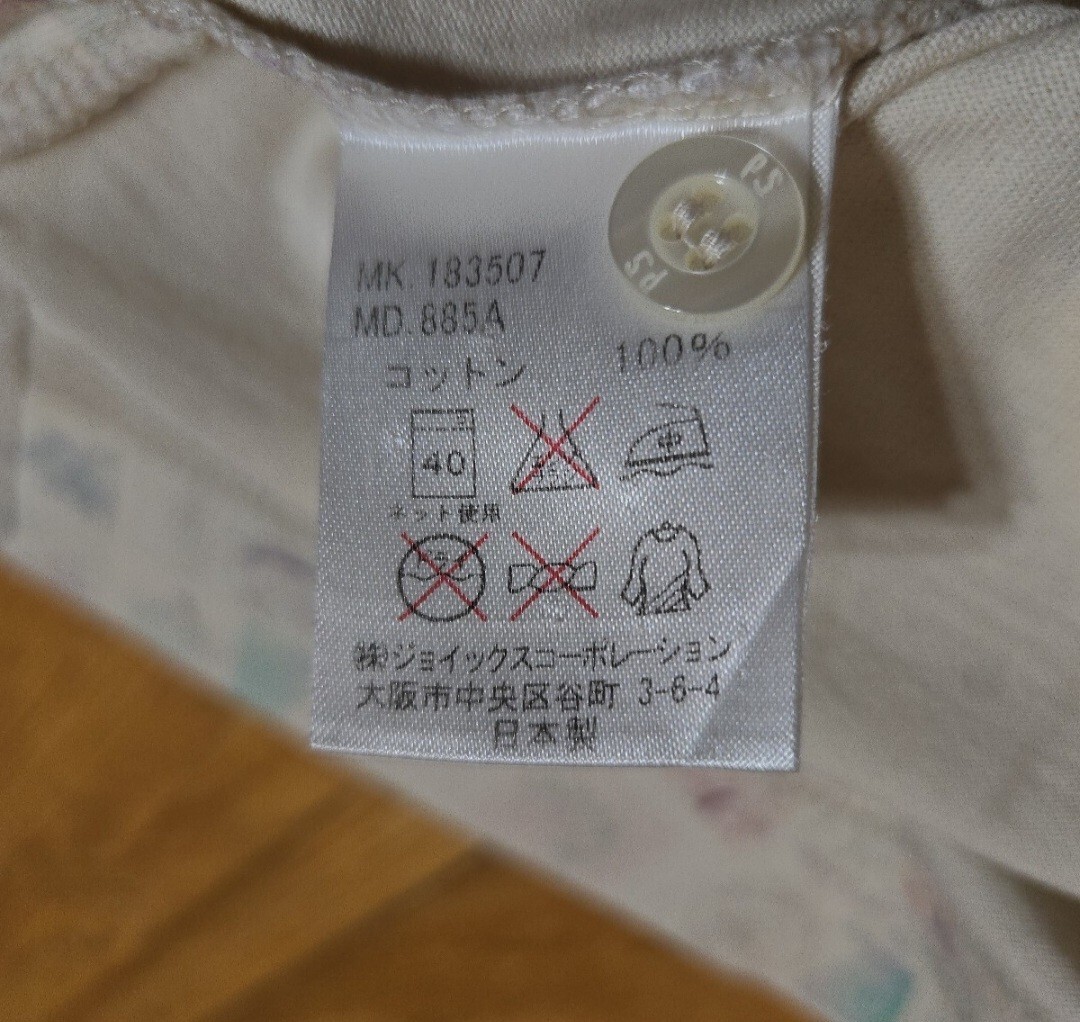 PS
PS
MK. 183507
MD. 885A
コットン 100%
40
中
ネット使用
(株)ジョイックスコーポレーション
大阪市中央区谷町 3-6-4
日本製